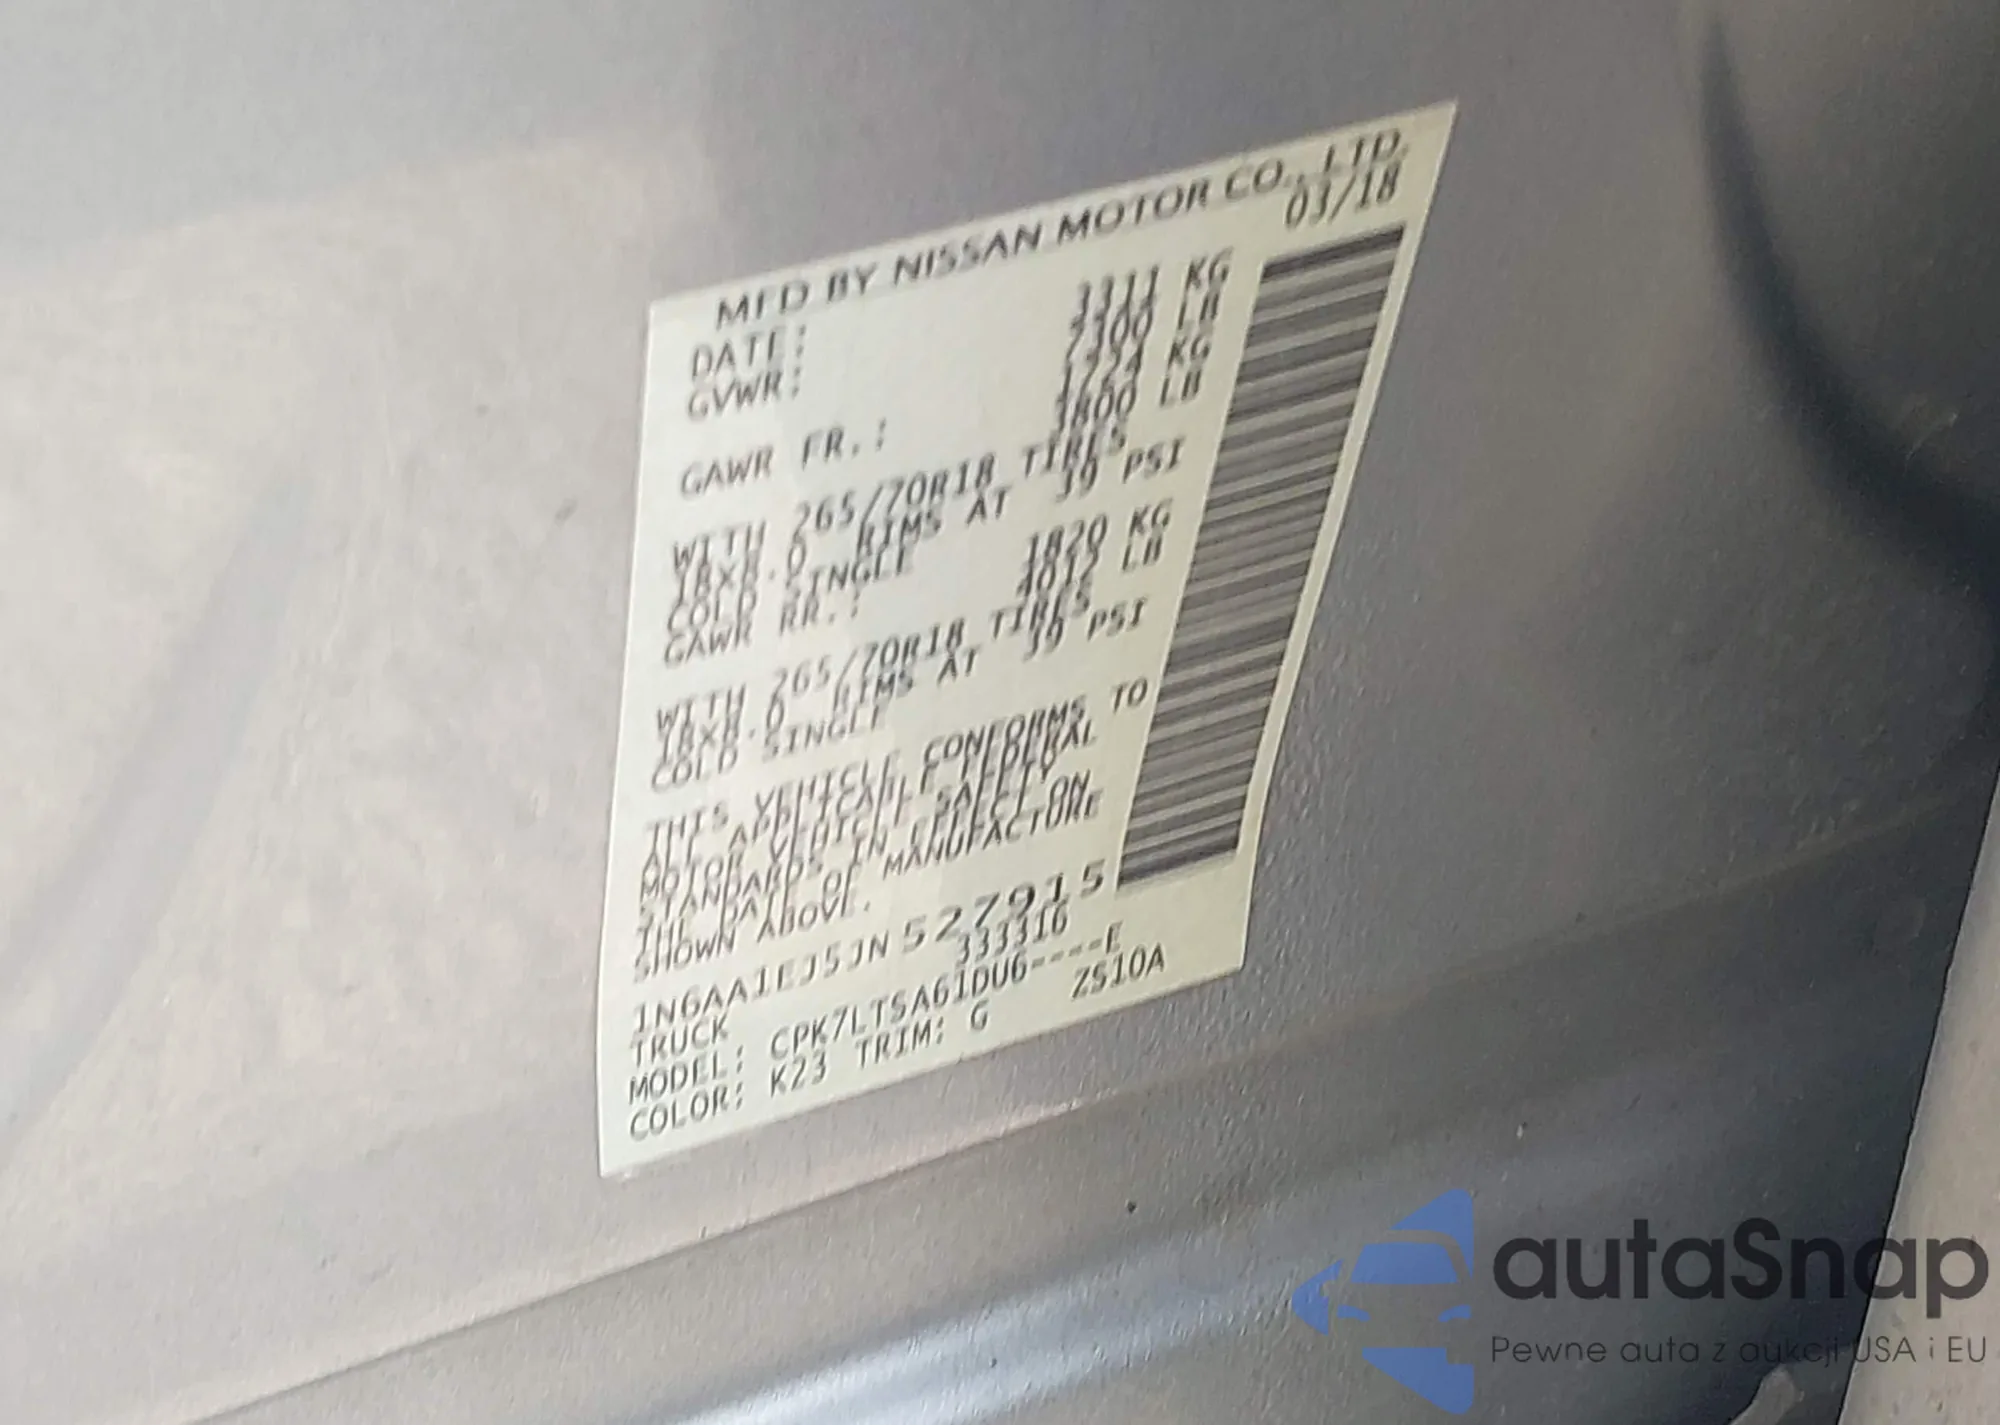 MFD BY NISSAN MOTOR CO., LTD.
DATE: 03/18
GVWR: 3311 KG
7300 LB
GAWR FR.: 1724 KG
3800 LB
WITH 265/70R18 TIRES
18X8.0 RIMS AT 39 PSI
COLD SINGLE
GAWR RR.: 1820 KG
4012 LB
WITH 265/70R18 TIRES
18X8.0 RIMS AT 39 PSI
COLD SINGLE
THIS VEHICLE CONFORMS TO
ALL APPLICABLE FEDERAL
MOTOR VEHICLE SAFETY
STANDARDS IN EFFECT ON
THE DATE OF MANUFACTURE
SHOWN ABOVE.
1N6AA1EJ5JN527915
TRUCK 333316
MODEL: CPK7LTSA61DU6----E
COLOR: K23 TRIM: G ZS10A
autaSnap
Pewne auta z aukcji USA i EU